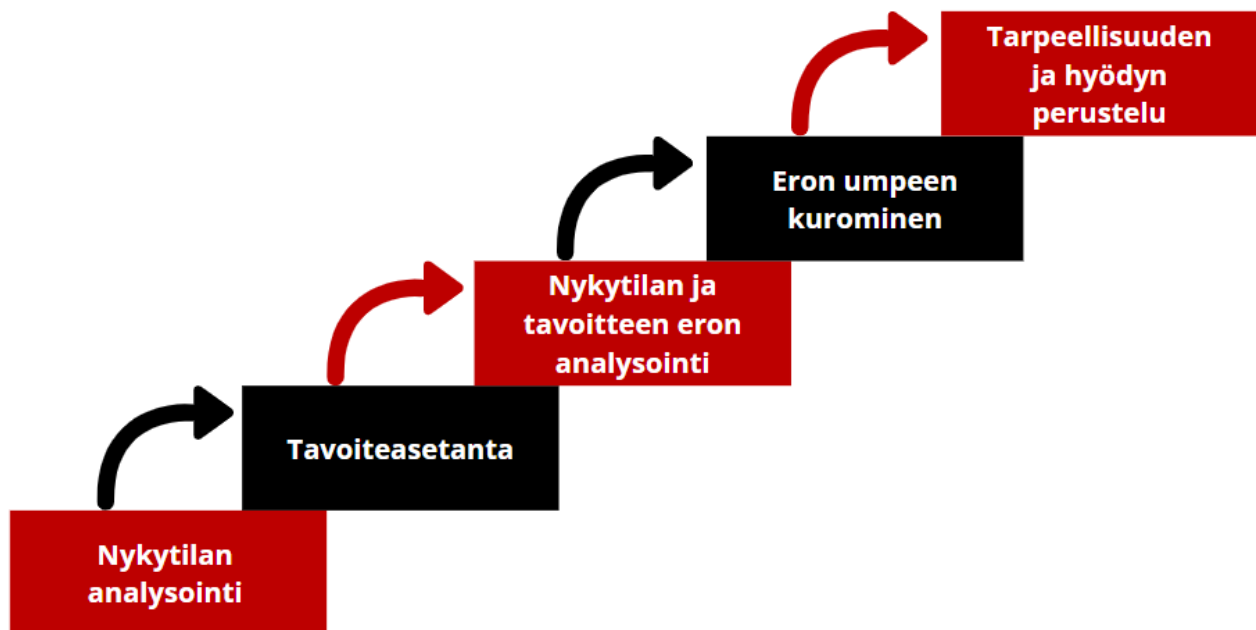 Tarpeellisuuden
ja hyödyn
perustelu
Eron umpeen
kurominen
Nykytilan ja
tavoitteen eron
analysointi
Tavoiteasetanta
Nykytilan
analysointi